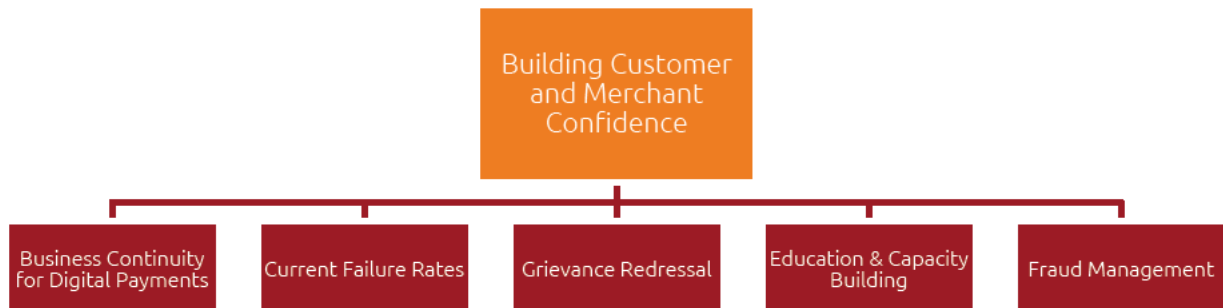 Building Customer
and Merchant
Confidence
Business Continuity
for Digital Payments
Current Failure Rates
Grievance Redressal
Education & Capacity
Building
Fraud Management